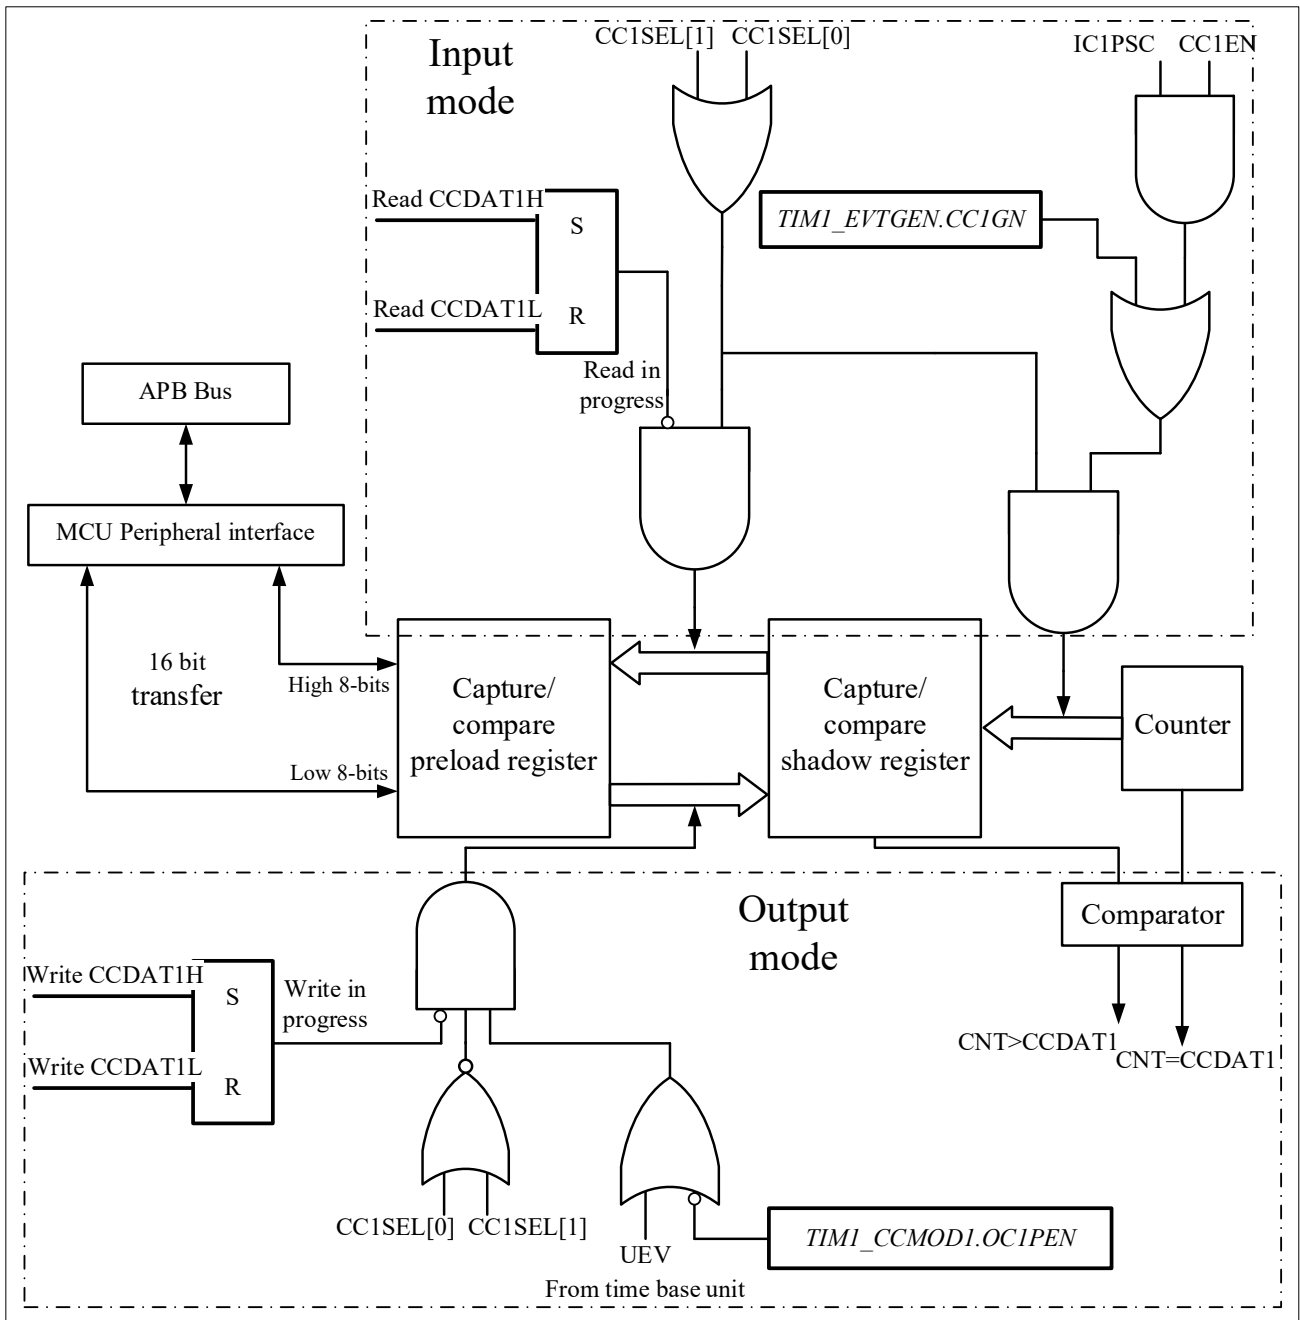 Input
mode
CC1SEL[1] CC1SEL[0]
IC1PSC CC1EN
Read CCDAT1H
S
TIM1_EVTGEN.CC1GN
Read CCDAT1L
R
Read in
progress
APB Bus
MCU Peripheral interface
16 bit
transfer
High 8-bits
Low 8-bits
Capture/
compare
preload register
Capture/
compare
shadow register
Counter
Output
mode
Comparator
Write CCDAT1H
S
Write in
progress
Write CCDAT1L
R
CNT>CCDAT1
CNT=CCDAT1
CC1SEL[0] CC1SEL[1]
UEV
From time base unit
TIM1_CCMOD1.OC1PEN